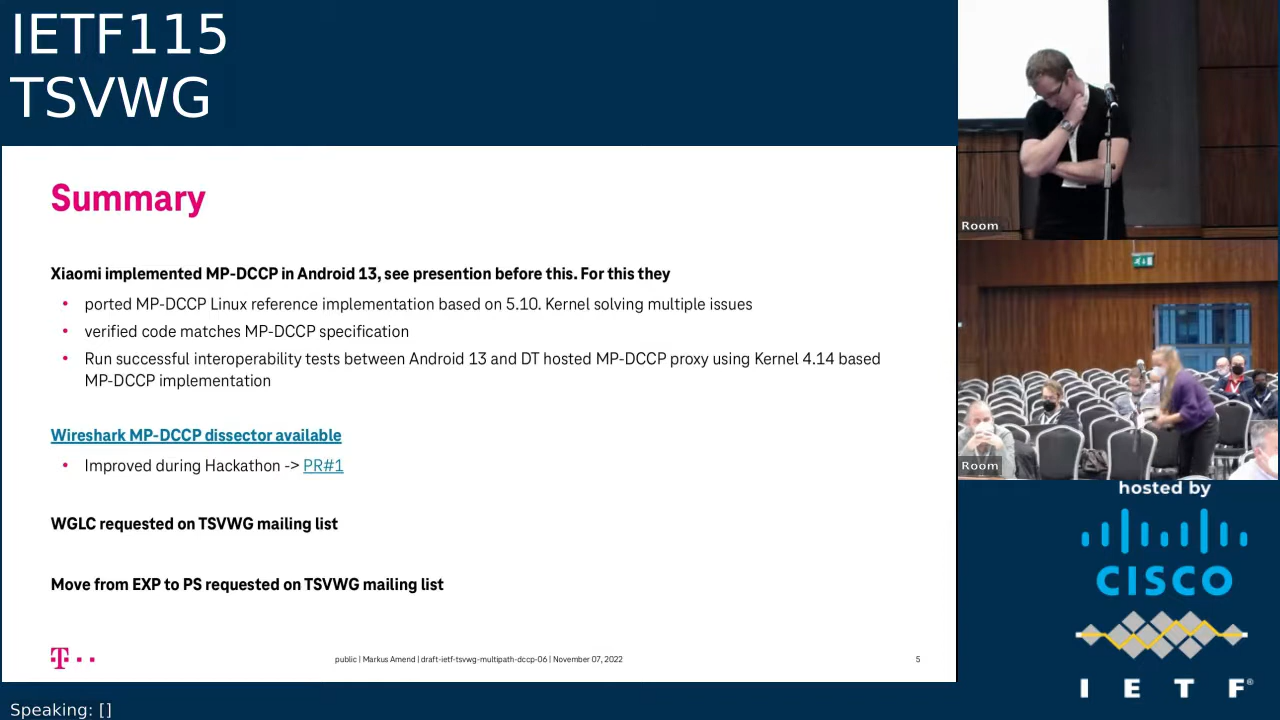 IETF115
TSVWG
Summary
Xiaomi implemented MP-DCCP in Android 13, see presention before this. For this they
• ported MP-DCCP Linux reference implementation based on 5.10. Kernel solving multiple issues
• verified code matches MP-DCCP specification
• Run successful interoperability tests between Android 13 and DT hosted MP-DCCP proxy using Kernel 4.14 based
MP-DCCP implementation
Wireshark MP-DCCP dissector available
• Improved during Hackathon -> PR#1
WGLC requested on TSVWG mailing list
Move from EXP to PS requested on TSVWG mailing list
T
public | Markus Amend | draft-ietf-tsvwg-multipath-dccp-06 | November 07, 2022
5
Room
Room
hosted by
CISCO
IETF®
Speaking: []